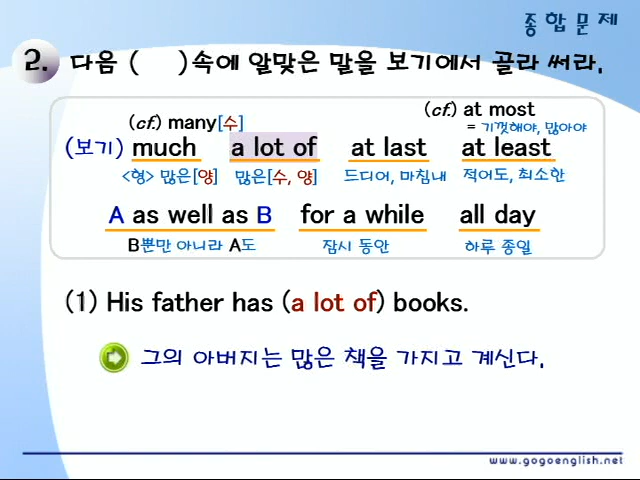 종합문제
2. 다음 (    )속에 알맞은 말을 보기에서 골라 써라.
(cf.) many[수]
(cf.) at most
= 기껏해야, 많아야
(보기) much a lot of at last at least
<형> 많은[양] 많은[수, 양] 드디어, 마침내 적어도, 최소한
A as well as B for a while all day
B뿐만 아니라 A도 잠시 동안 하루 종일
(1) His father has (a lot of) books.
그의 아버지는 많은 책을 가지고 계신다.
www.gogoenglish.net